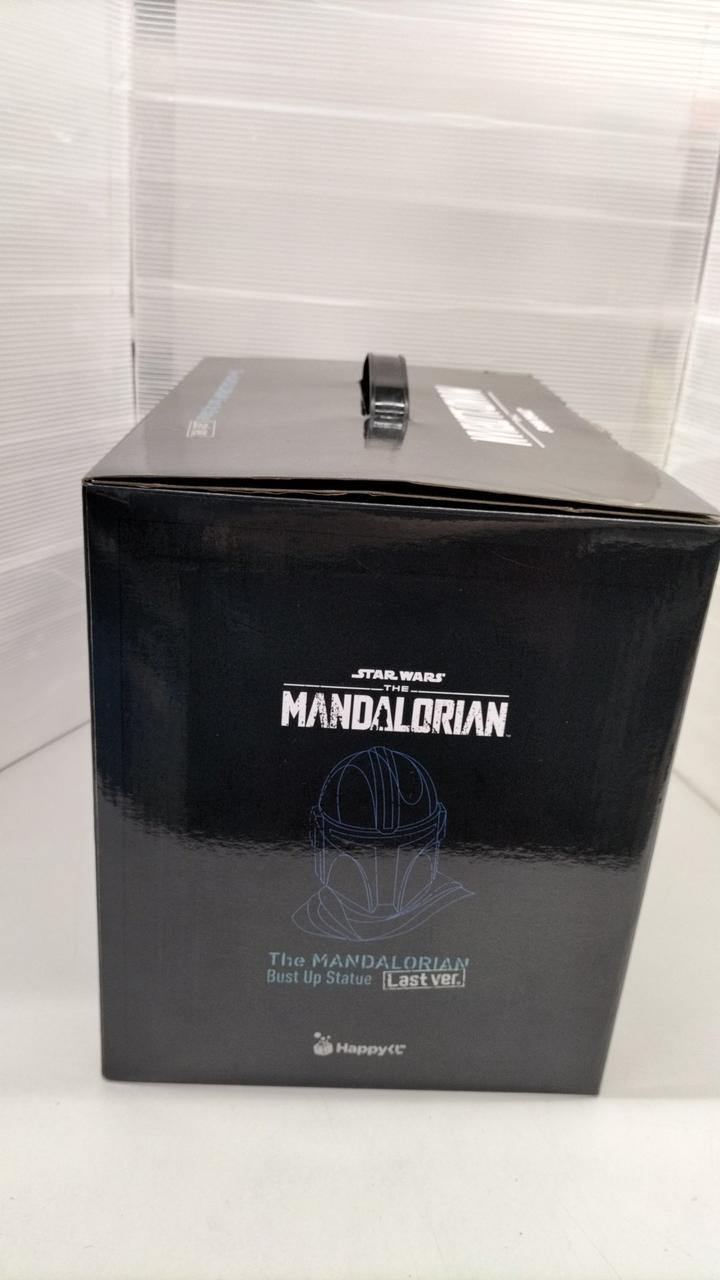 STAR WARS
THE
MANDALORIAN
The MANDALORIAN
Bust Up Statue Last ver.
Happyくじ